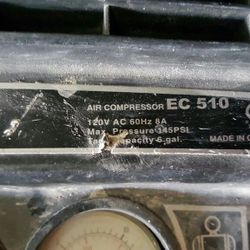 AIR COMPRESSOR EC 510
120V AC 60Hz 8A
Max. Pressure 145PSI
Capacity 6 gal.
MADE IN